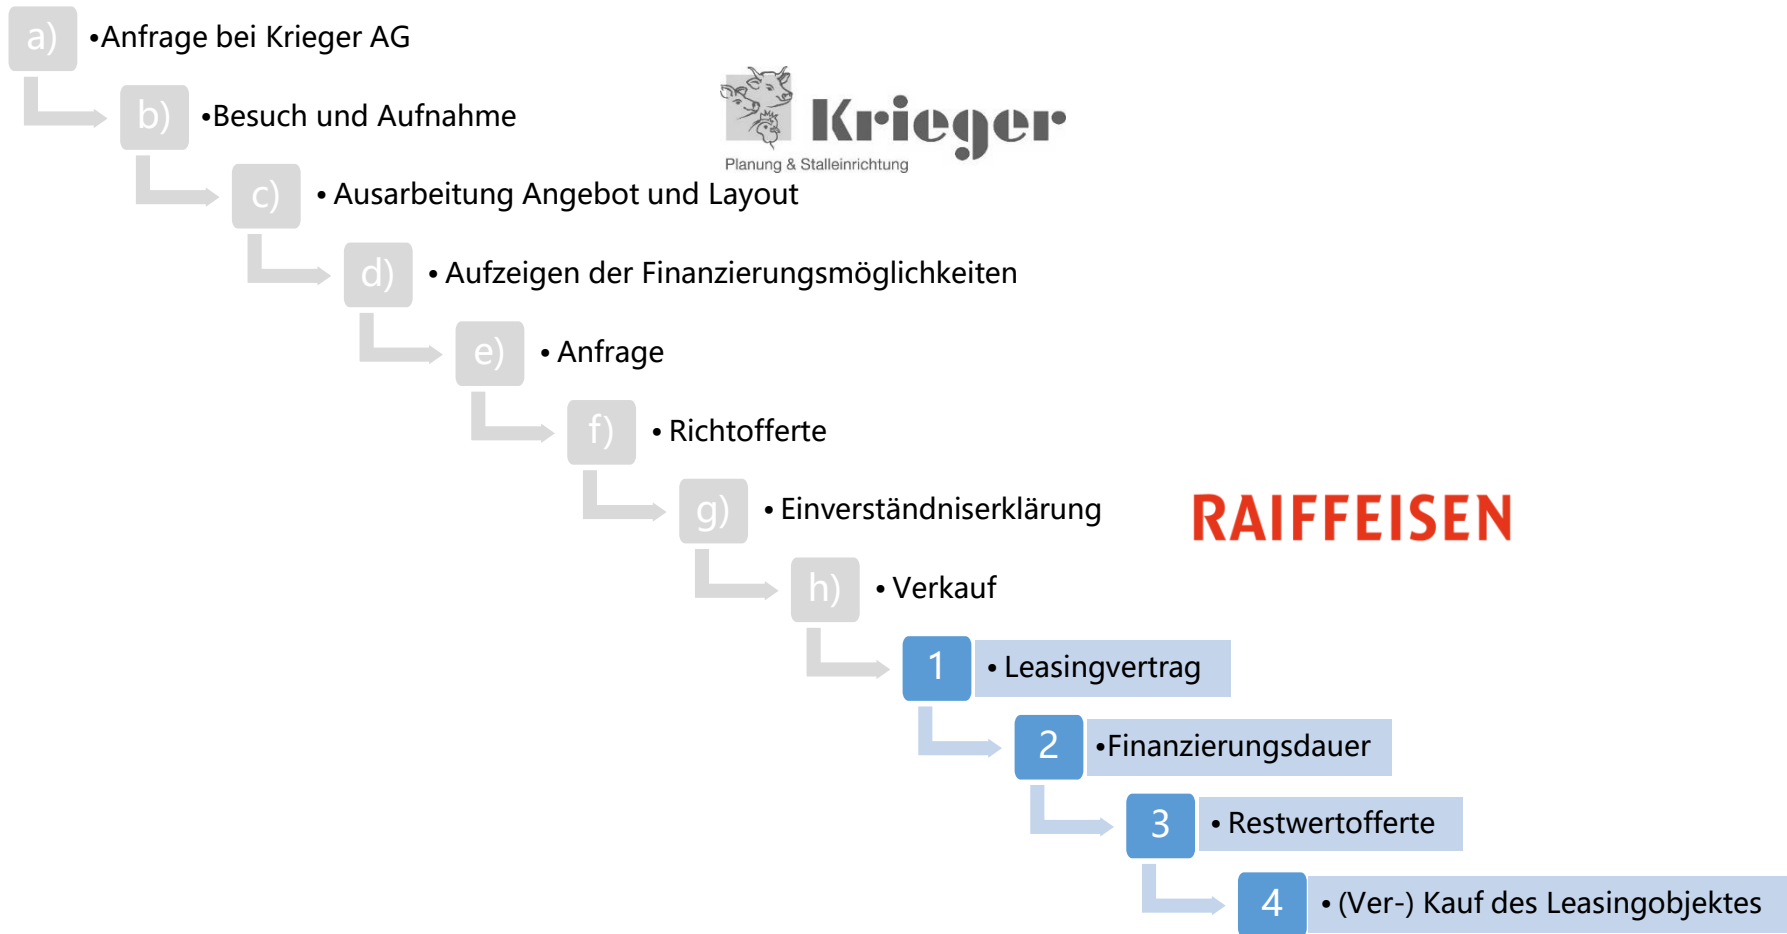 a) •Anfrage bei Krieger AG
b) •Besuch und Aufnahme
Krieger
Planung & Stalleinrichtung
c) • Ausarbeitung Angebot und Layout
d) • Aufzeigen der Finanzierungsmöglichkeiten
e) • Anfrage
f) • Richtofferte
g) • Einverständniserklärung
RAIFFEISEN
h) • Verkauf
1 • Leasingvertrag
2 •Finanzierungsdauer
3 • Restwertofferte
4 • (Ver-) Kauf des Leasingobjektes